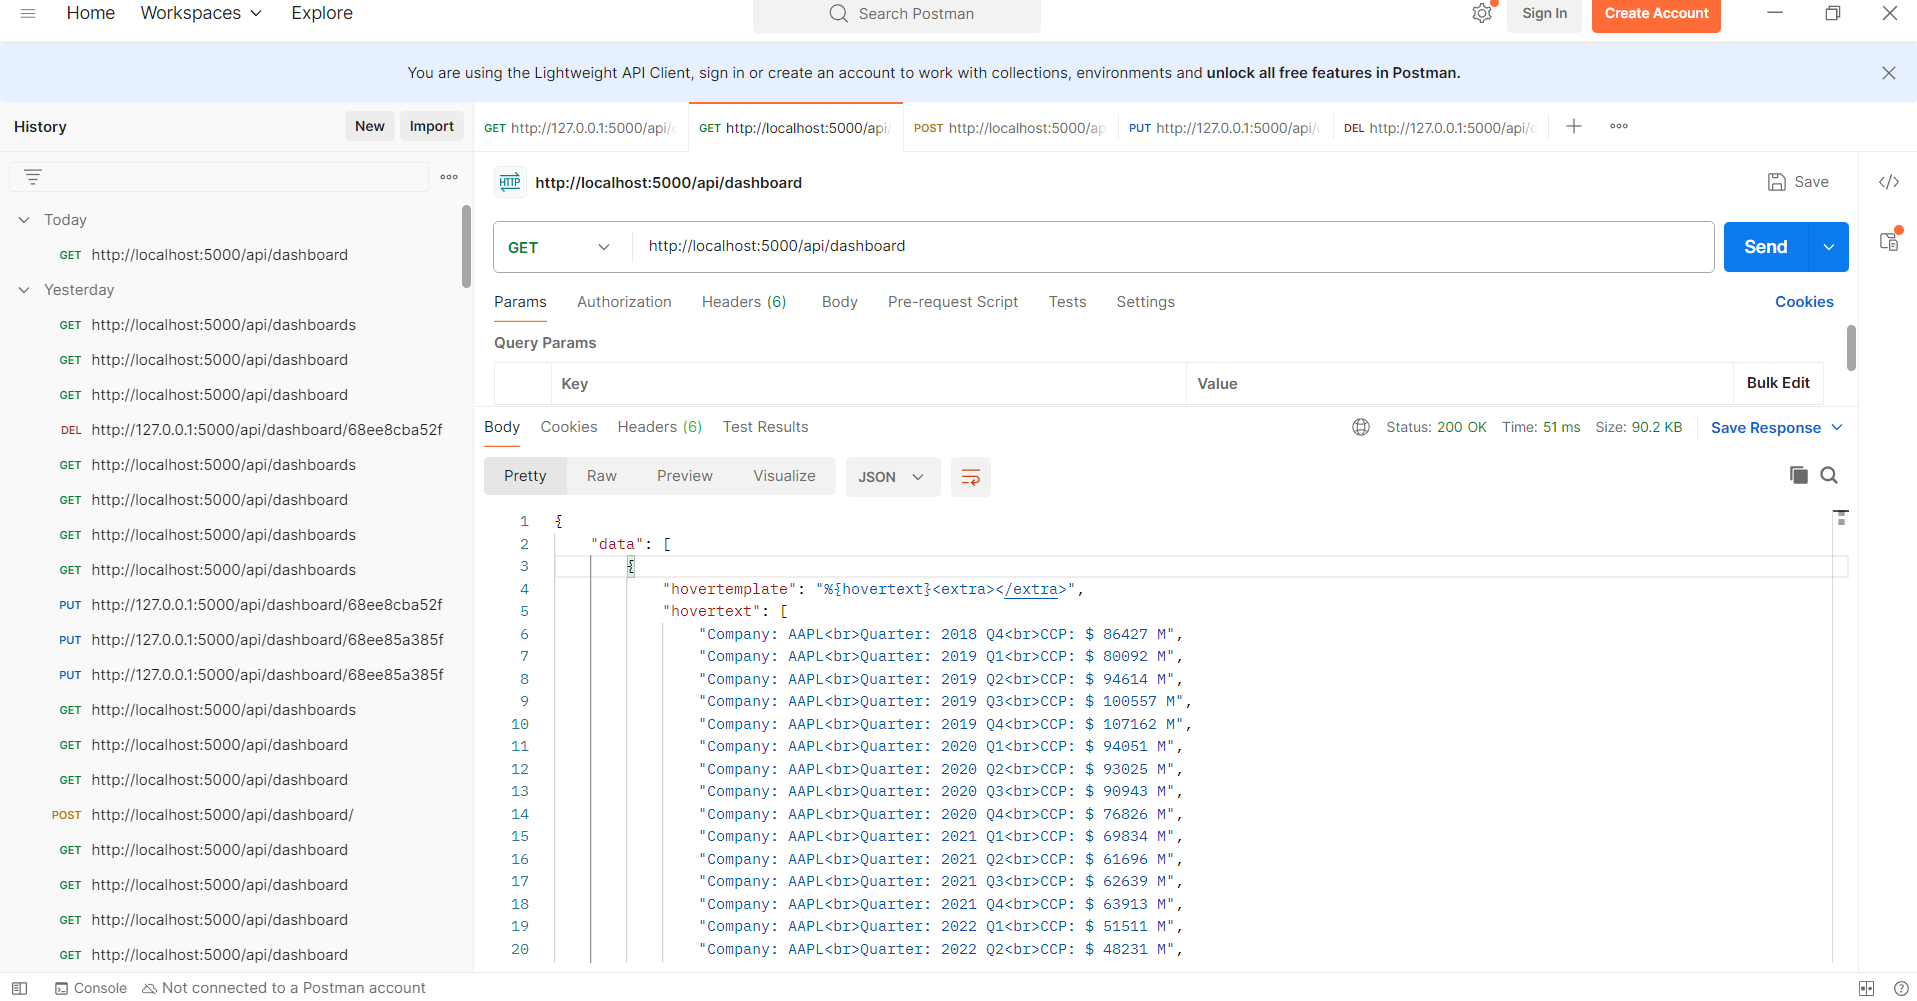 Home Workspaces Explore Search Postman Sign In Create Account
You are using the Lightweight API Client, sign in or create an account to work with collections, environments and unlock all free features in Postman.
History New Import
GET http://127.0.0.1:5000/api/ GET http://localhost:5000/api/ POST http://localhost:5000/ap PUT http://127.0.0.1:5000/api/ DEL http://127.0.0.1:5000/api/
Today
GET http://localhost:5000/api/dashboard
Yesterday
GET http://localhost:5000/api/dashboards
GET http://localhost:5000/api/dashboard
GET http://localhost:5000/api/dashboard
DEL http://127.0.0.1:5000/api/dashboard/68ee8cba52f
GET http://localhost:5000/api/dashboards
GET http://localhost:5000/api/dashboard
GET http://localhost:5000/api/dashboards
GET http://localhost:5000/api/dashboards
PUT http://127.0.0.1:5000/api/dashboard/68ee8cba52f
PUT http://127.0.0.1:5000/api/dashboard/68ee85a385f
PUT http://127.0.0.1:5000/api/dashboard/68ee85a385f
GET http://localhost:5000/api/dashboards
GET http://localhost:5000/api/dashboard
GET http://localhost:5000/api/dashboard
POST http://localhost:5000/api/dashboard/
GET http://localhost:5000/api/dashboard
GET http://localhost:5000/api/dashboard
GET http://localhost:5000/api/dashboard
GET http://localhost:5000/api/dashboard
HTTP http://localhost:5000/api/dashboard Save
GET http://localhost:5000/api/dashboard Send
Params Authorization Headers (6) Body Pre-request Script Tests Settings Cookies
Query Params
Key Value Bulk Edit
Body Cookies Headers (6) Test Results Status: 200 OK Time: 51 ms Size: 90.2 KB Save Response
Pretty Raw Preview Visualize JSON
1 {
2 "data": [
3 {
4 "hovertemplate": "%{hovertext}<extra></extra>",
5 "hovertext": [
6 "Company: AAPL<br>Quarter: 2018 Q4<br>CCP: $ 86427 M",
7 "Company: AAPL<br>Quarter: 2019 Q1<br>CCP: $ 80092 M",
8 "Company: AAPL<br>Quarter: 2019 Q2<br>CCP: $ 94614 M",
9 "Company: AAPL<br>Quarter: 2019 Q3<br>CCP: $ 100557 M",
10 "Company: AAPL<br>Quarter: 2019 Q4<br>CCP: $ 107162 M",
11 "Company: AAPL<br>Quarter: 2020 Q1<br>CCP: $ 94051 M",
12 "Company: AAPL<br>Quarter: 2020 Q2<br>CCP: $ 93025 M",
13 "Company: AAPL<br>Quarter: 2020 Q3<br>CCP: $ 90943 M",
14 "Company: AAPL<br>Quarter: 2020 Q4<br>CCP: $ 76826 M",
15 "Company: AAPL<br>Quarter: 2021 Q1<br>CCP: $ 69834 M",
16 "Company: AAPL<br>Quarter: 2021 Q2<br>CCP: $ 61696 M",
17 "Company: AAPL<br>Quarter: 2021 Q3<br>CCP: $ 62639 M",
18 "Company: AAPL<br>Quarter: 2021 Q4<br>CCP: $ 63913 M",
19 "Company: AAPL<br>Quarter: 2022 Q1<br>CCP: $ 51511 M",
20 "Company: AAPL<br>Quarter: 2022 Q2<br>CCP: $ 48231 M",
Console Not connected to a Postman account